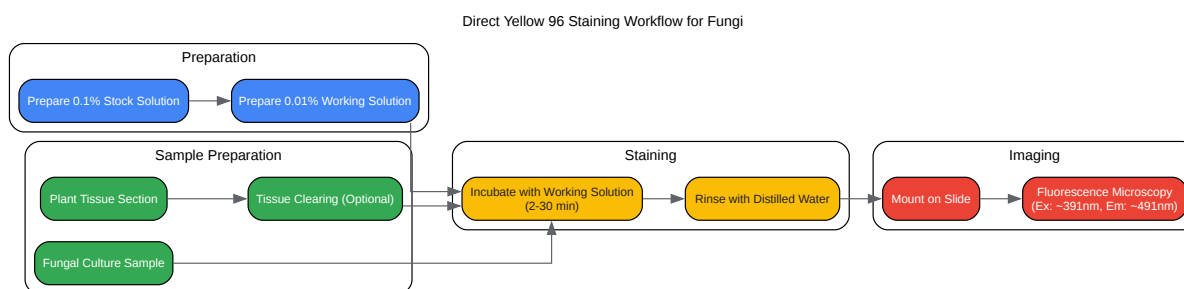 Direct Yellow 96 Staining Workflow for Fungi
Preparation
Prepare 0.1% Stock Solution
Prepare 0.01% Working Solution
Sample Preparation
Plant Tissue Section
Tissue Clearing (Optional)
Fungal Culture Sample
Staining
Incubate with Working Solution
(2-30 min)
Rinse with Distilled Water
Imaging
Mount on Slide
Fluorescence Microscopy
(Ex: ~391nm, Em: ~491nm)